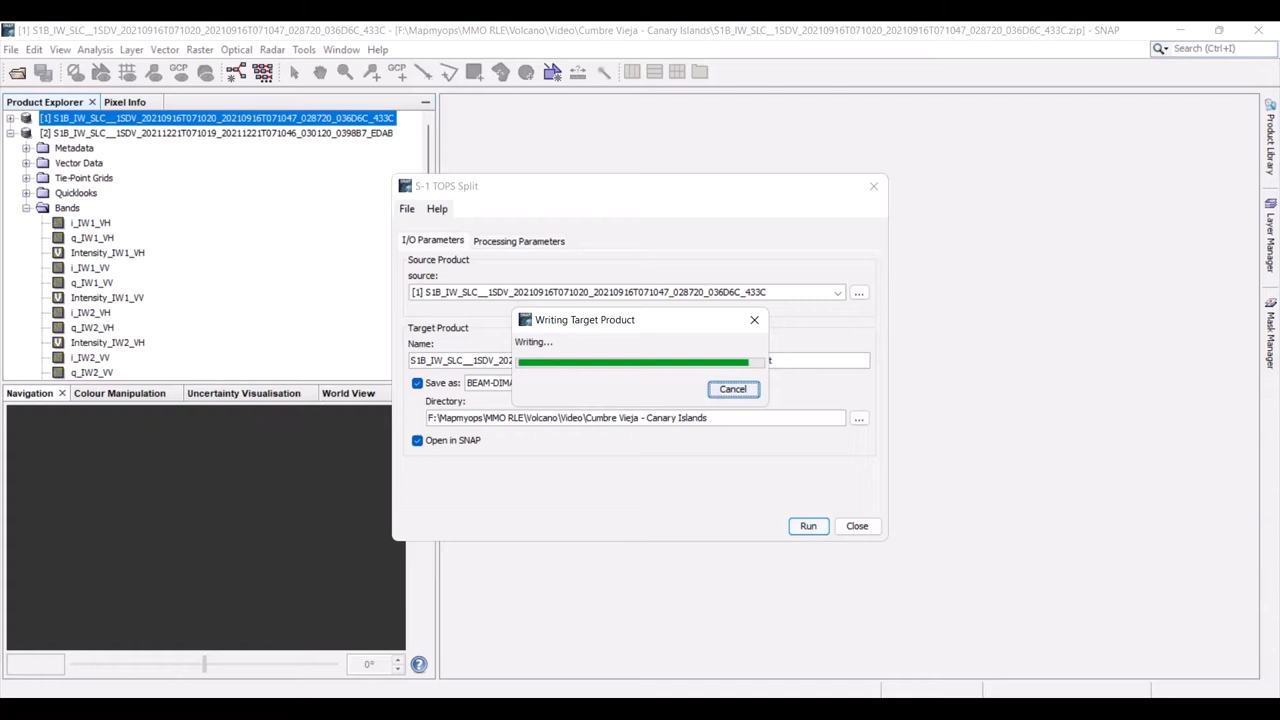 [1] S1B_IW_SLC__1SDV_20210916T071020_20210916T071047_028720_036D6C_433C - [F:\Mapmyops\MMO RLE\Volcano\Video\Cumbre Vieja - Canary Islands\S1B_IW_SLC__1SDV_20210916T071020_20210916T071047_028720_036D6C_433C.zip] - SNAP
File Edit View Analysis Layer Vector Raster Optical Radar Tools Window Help
Search (Ctrl+I)
GCP
GCP
Product Explorer
Pixel Info
[1] S1B_IW_SLC__1SDV_20210916T071020_20210916T071047_028720_036D6C_433C
[2] S1B_IW_SLC__1SDV_20211221T071019_20211221T071046_030120_0398B7_EDAB
Metadata
Vector Data
Tie-Point Grids
Quicklooks
Bands
i_IW1_VH
q_IW1_VH
Intensity_IW1_VH
i_IW1_VV
q_IW1_VV
Intensity_IW1_VV
i_IW2_VH
q_IW2_VH
Intensity_IW2_VH
i_IW2_VV
q_IW2_VV
Navigation
Colour Manipulation
Uncertainty Visualisation
World View
0°
S-1 TOPS Split
File Help
I/O Parameters
Processing Parameters
Source Product
source:
[1] S1B_IW_SLC__1SDV_20210916T071020_20210916T071047_028720_036D6C_433C
...
Target Product
Name:
S1B_IW_SLC__1SDV_202
t
Save as:
BEAM-DIMA
Directory:
F:\Mapmyops\MMO RLE\Volcano\Video\Cumbre Vieja - Canary Islands
...
Open in SNAP
Run
Close
Writing Target Product
Writing...
Cancel
Product Library
Layer Manager
Mask Manager